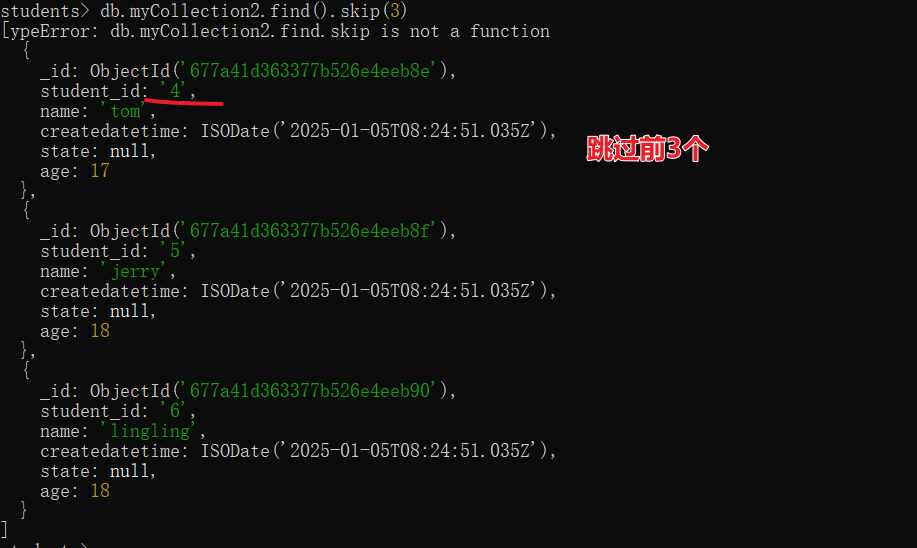 students> db.myCollection2.find().skip(3)
[ypeError: db.myCollection2.find.skip is not a function
{
_id: ObjectId('677a41d363377b526e4eeb8e'),
student_id: '4',
name: 'tom',
createdatetime: ISODate('2025-01-05T08:24:51.035Z'),
跳过前3个
state: null,
age: 17
},
{
_id: ObjectId('677a41d363377b526e4eeb8f'),
student_id: '5',
name: 'jerry',
createdatetime: ISODate('2025-01-05T08:24:51.035Z'),
state: null,
age: 18
},
{
_id: ObjectId('677a41d363377b526e4eeb90'),
student_id: '6',
name: 'lingling',
createdatetime: ISODate('2025-01-05T08:24:51.035Z'),
state: null,
age: 18
}
]